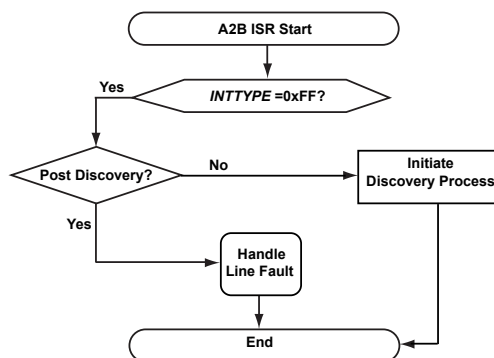 A2B ISR Start
Yes
INTTYPE =0xFF?
Post Discovery?
No
Initiate
Discovery Process
Yes
Handle
Line Fault
End